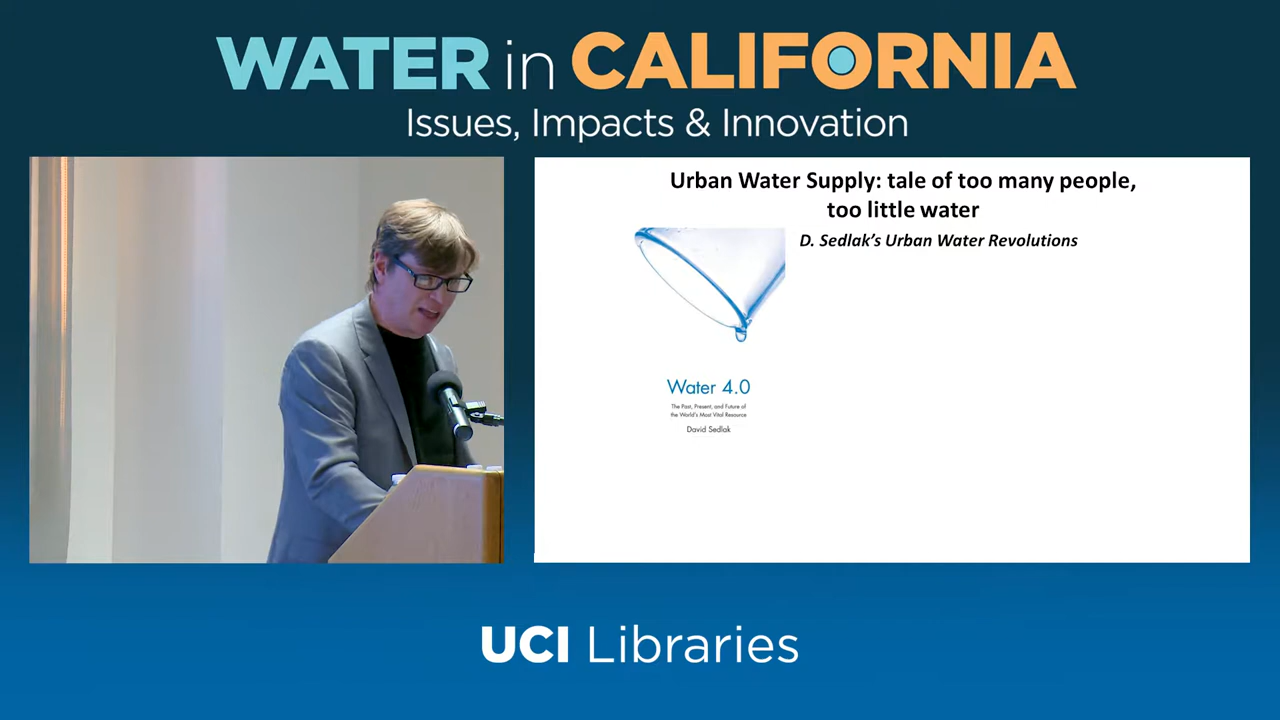 WATER in CALIFORNIA
Issues, Impacts & Innovation
Urban Water Supply: tale of too many people,
too little water
D. Sedlak's Urban Water Revolutions
Water 4.0
The Past, Present, and Future of
the World's Most Vital Resource
David Sedlak
UCI Libraries